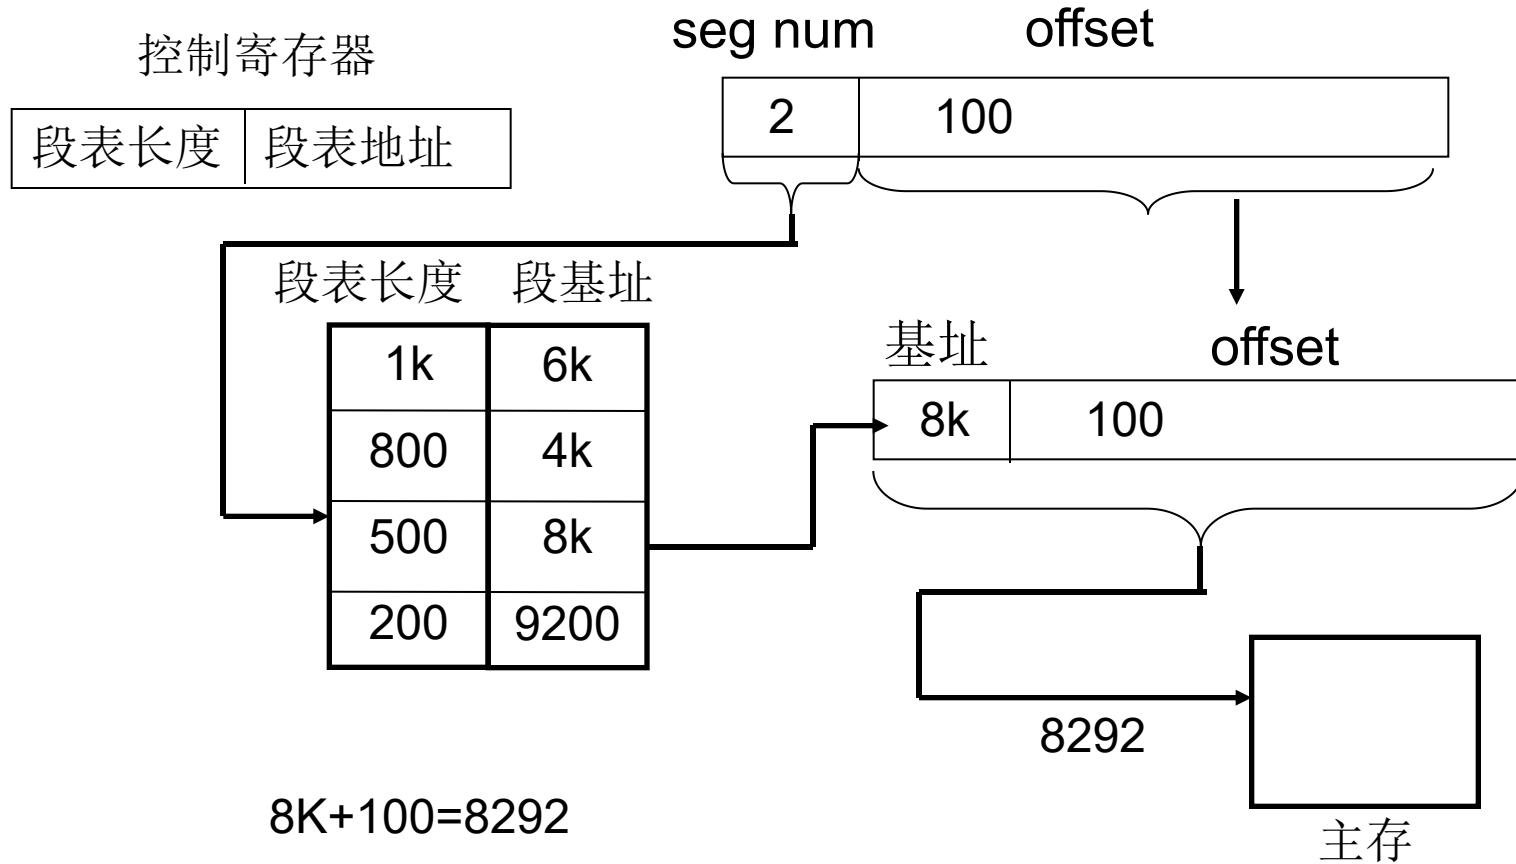 seg num offset
控制寄存器
2 100
段表长度 段表地址
段表长度 段基址
1k 6k
800 4k
500 8k
200 9200
基址 offset
8k 100
8292
8K+100=8292
主存